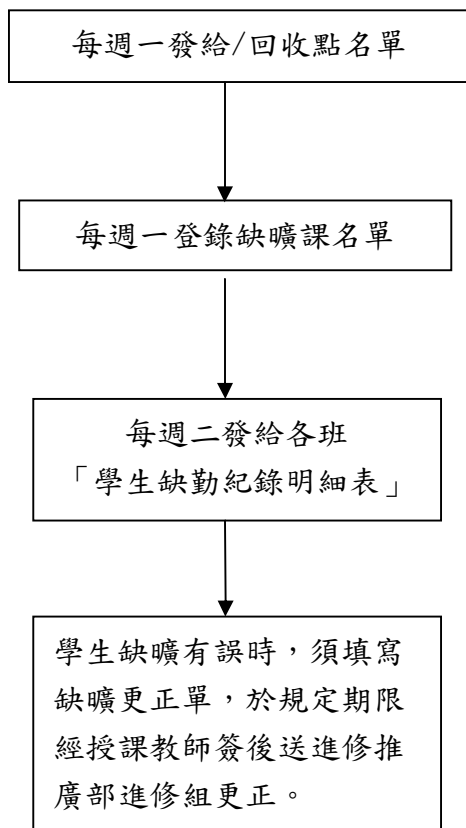 每週一發給/回收點名單
每週一登錄缺曠課名單
每週二發給各班
「學生缺勤紀錄明細表」
學生缺曠有誤時，須填寫
缺曠更正單，於規定期限
經授課教師簽後送進修推
廣部進修組更正。